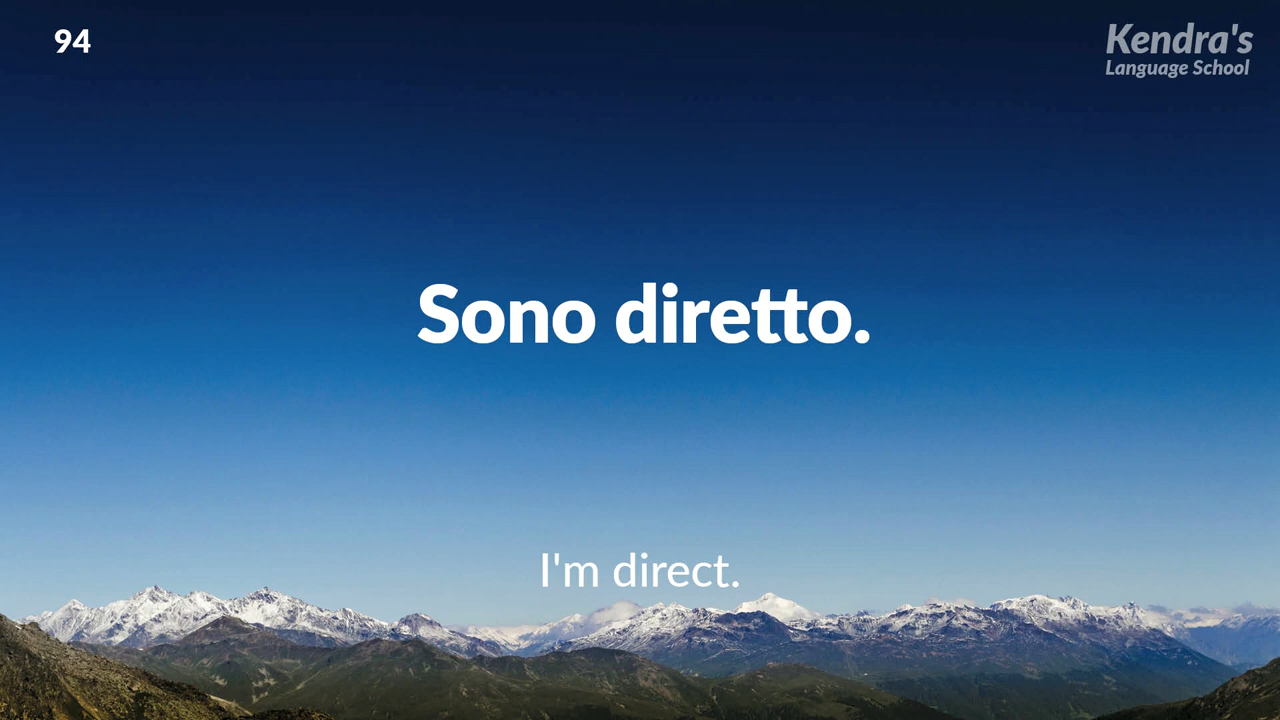 94
Kendra's
Language School
Sono diretto.
I'm direct.